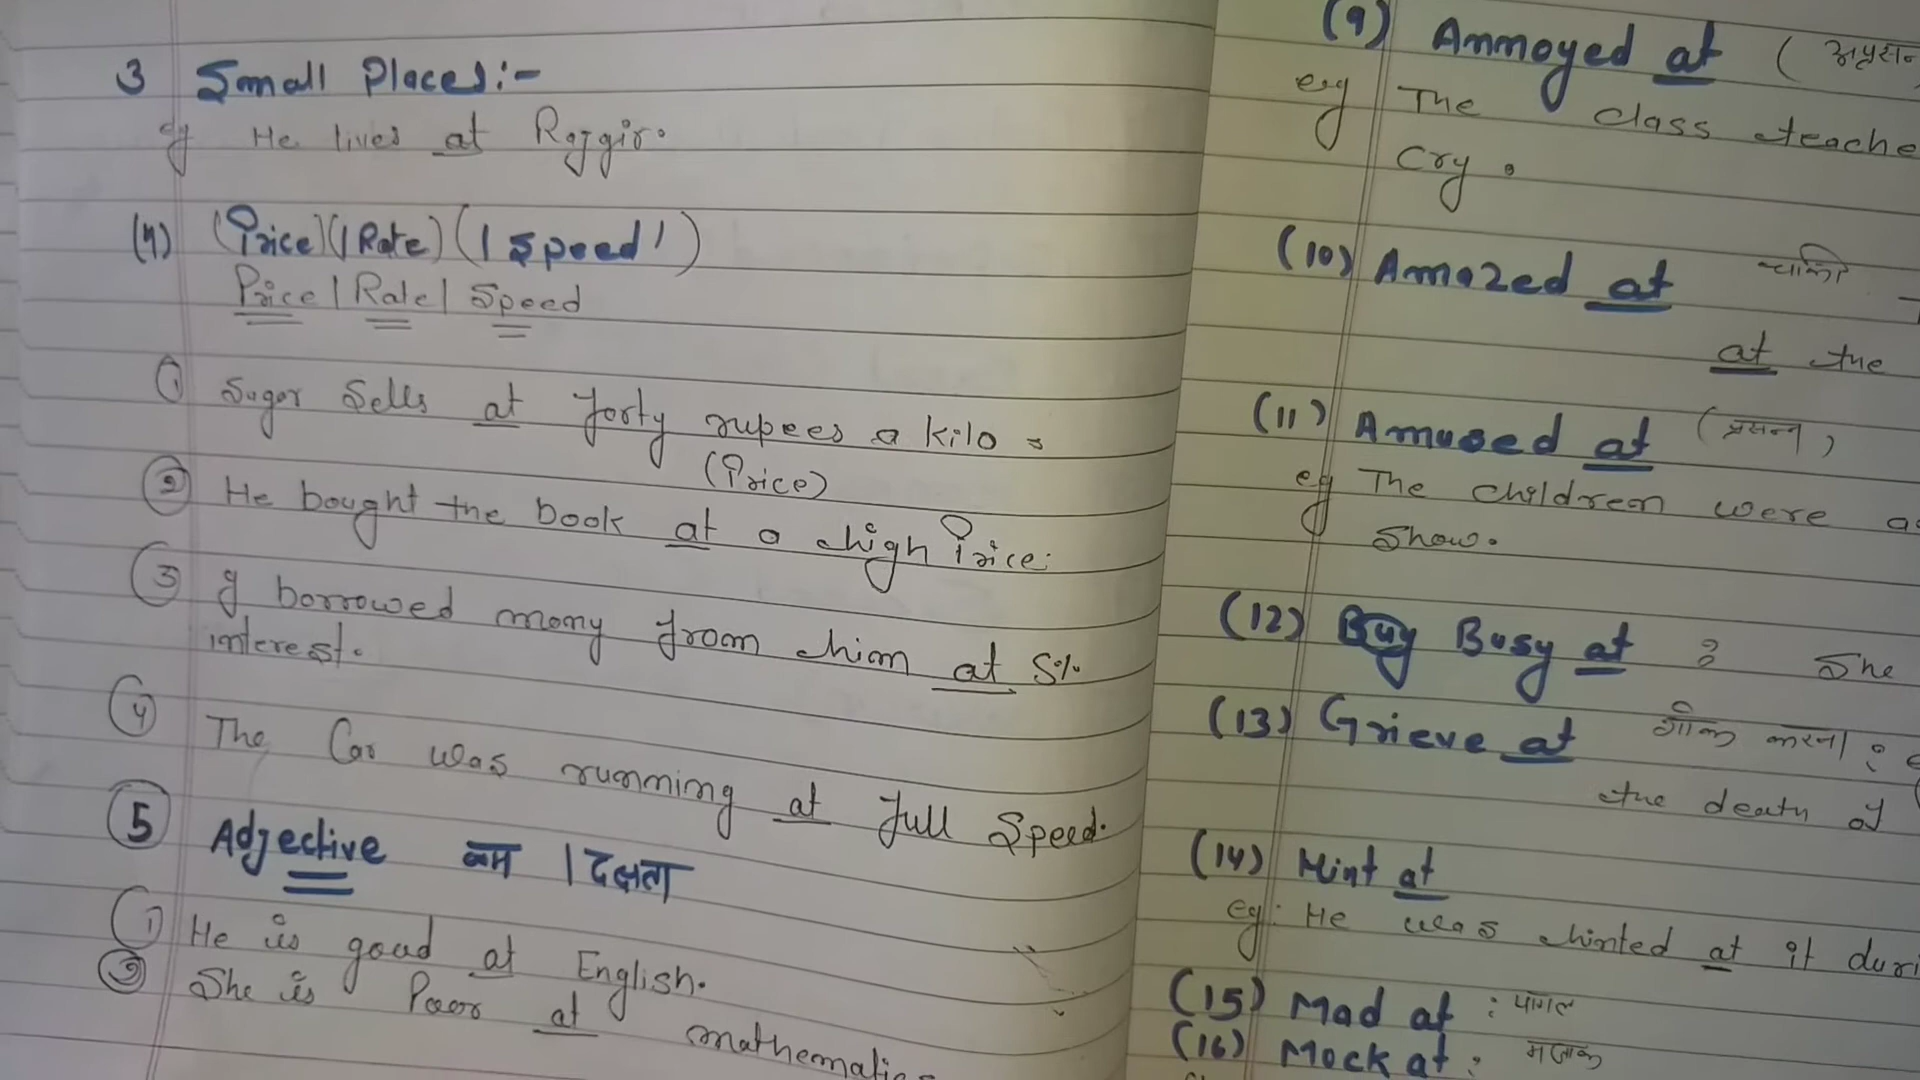 3 Small Places:-
eg He lives at Rajgir.
(4) (Price) (Rate) (Speed)
Price | Rate | Speed
① Sugar Sells at forty rupees a kilo.
(Price)
② He bought the book at a high Price.
③ I borrowed mony from him at 5%
interest.
④ The Car was running at full Speed.
⑤ Adjective कम | दक्षता
① He is good at English.
② She is Poor at mathematics
(9) Annoyed at (अप्रसन्न
eg The class teache
Cry.
(10) Amazed at
at the
(11) Amused at (प्रसन्न)
eg The children were
Show.
(12) Busy at : She
(13) Grieve at शोक करना :
the death of
(14) Hint at
eg: He was hinted at it duri
(15) Mad at : पागल
(16) Mock at : मजाक